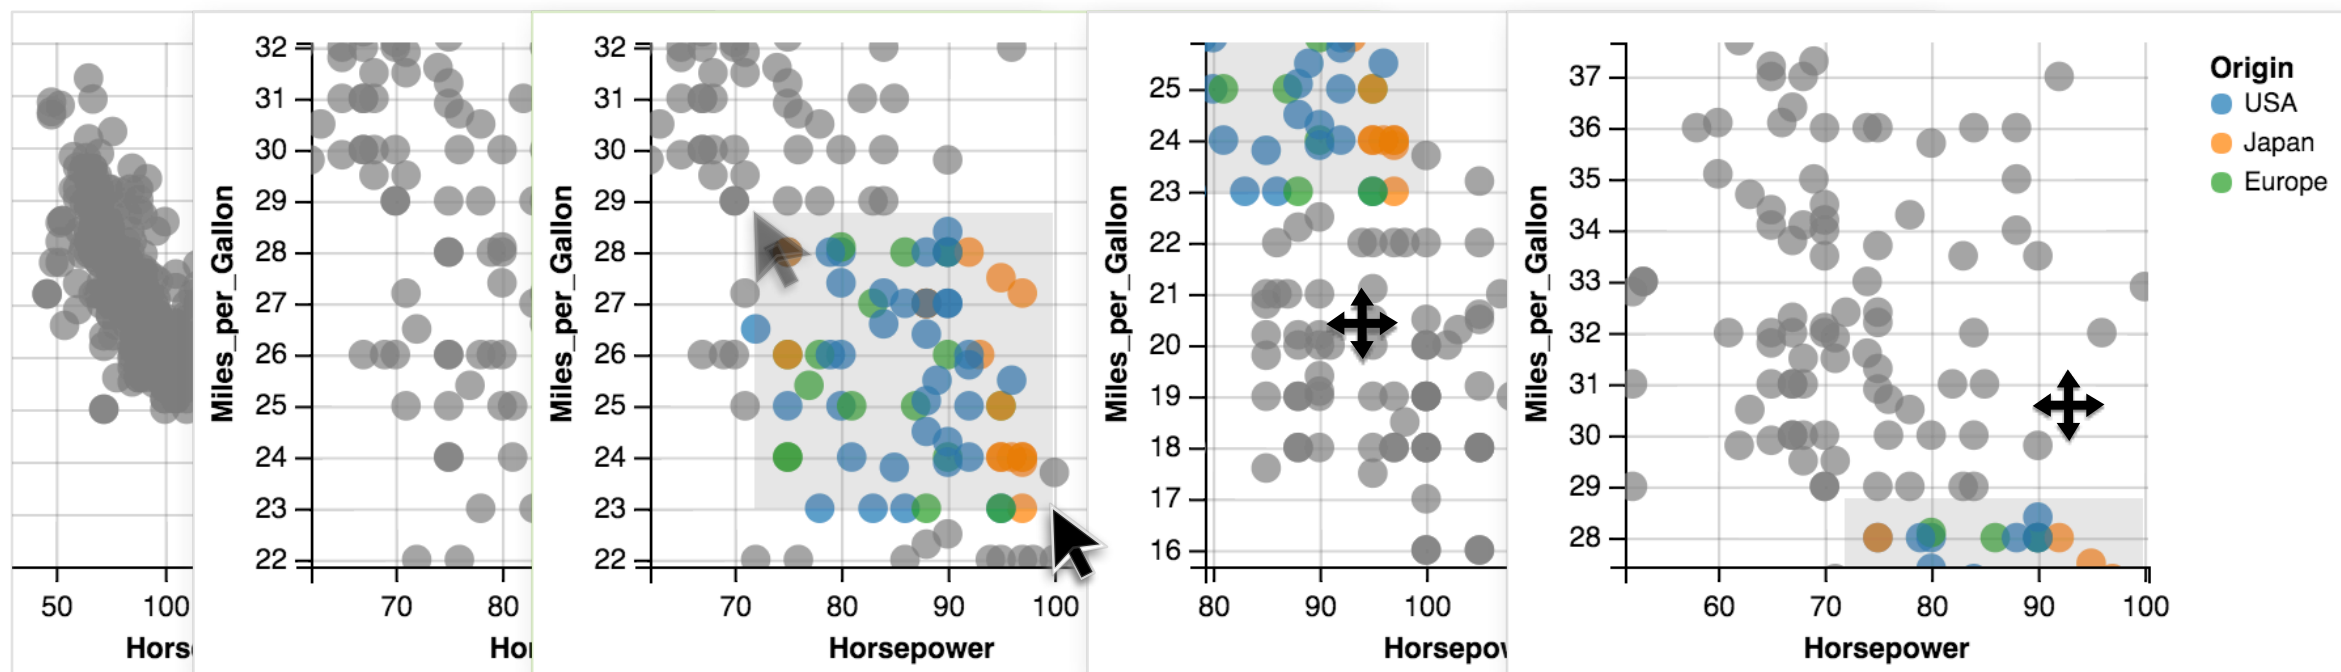 50 100
Hors
Miles_per_Gallon
32
31
30
29
28
27
26
25
24
23
22
70 80
Ho
Miles_per_Gallon
32
31
30
29
28
27
26
25
24
23
22
70 80 90 100
Horsepower
Miles_per_Gallon
25
24
23
22
21
20
19
18
17
16
80 90 100
Horsepo
Miles_per_Gallon
37
36
35
34
33
32
31
30
29
28
60 70 80 90 100
Horsepower
Origin
USA
Japan
Europe